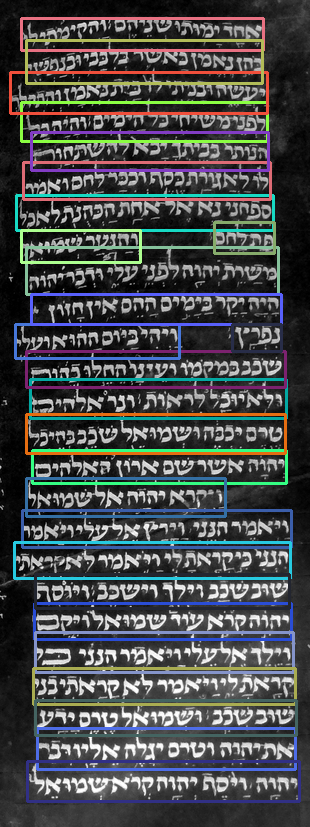 אחד ימותו שניהם והקימתי לי
כהן נאמן כאשר בלבבי ובנפשי
יעשה ובניתי לו בית נאמן והתהלך
לפני משיחי כל הימים והיה כל
הנותר בביתך יבוא להשתחות
לו לאגורת כסף וככר לחם ואמר
ספחני נא אל אחת הכהנות לאכל
פת לחם והנער שמואל
משרת את יהוה לפני עלי ודבר יהוה
היה יקר בימים ההם אין חזון
נפרץ ויהי ביום ההוא ועלי
שכב במקמו ועינו החלו כהות
ולא יוכל לראות ונר אלהים
טרם יכבה ושמואל שכב בהיכל
יהוה אשר שם ארון האלהים
ויקרא יהוה אל שמואל
ויאמר הנני וירץ אל עלי ויאמר
הנני כי קראת לי ויאמר לא קראתי
שוב שכב וילך וישכב ויסף
יהוה קרא עוד שמואל ויקם
וילך אל עלי ויאמר הנני כי
קראת לי ויאמר לא קראתי בני
שוב שכב ושמואל טרם ידע
את יהוה וטרם יגלה אליו דבר
יהוה ויסף יהוה קרא שמואל